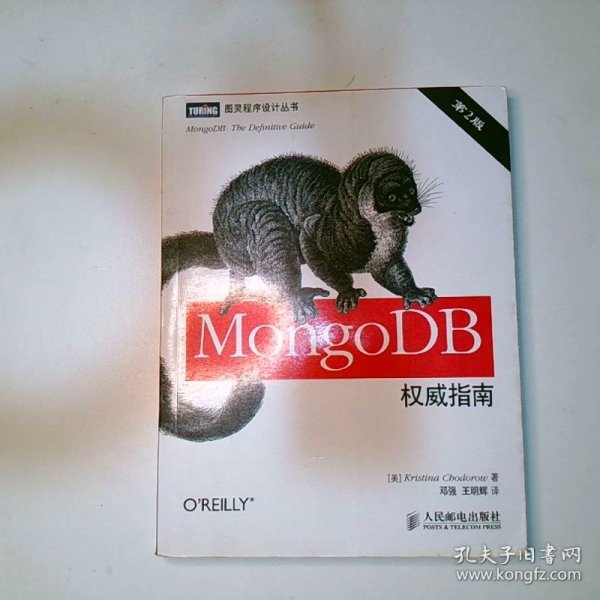 TURING 图灵程序设计丛书
MongoDB: The Definitive Guide
第2版
MongoDB
权威指南
[美] Kristina Chodorow 著
邓强 王明辉 译
O'REILLY®
人民邮电出版社
POSTS & TELECOM PRESS
孔夫子旧书网
www.kongfz.com